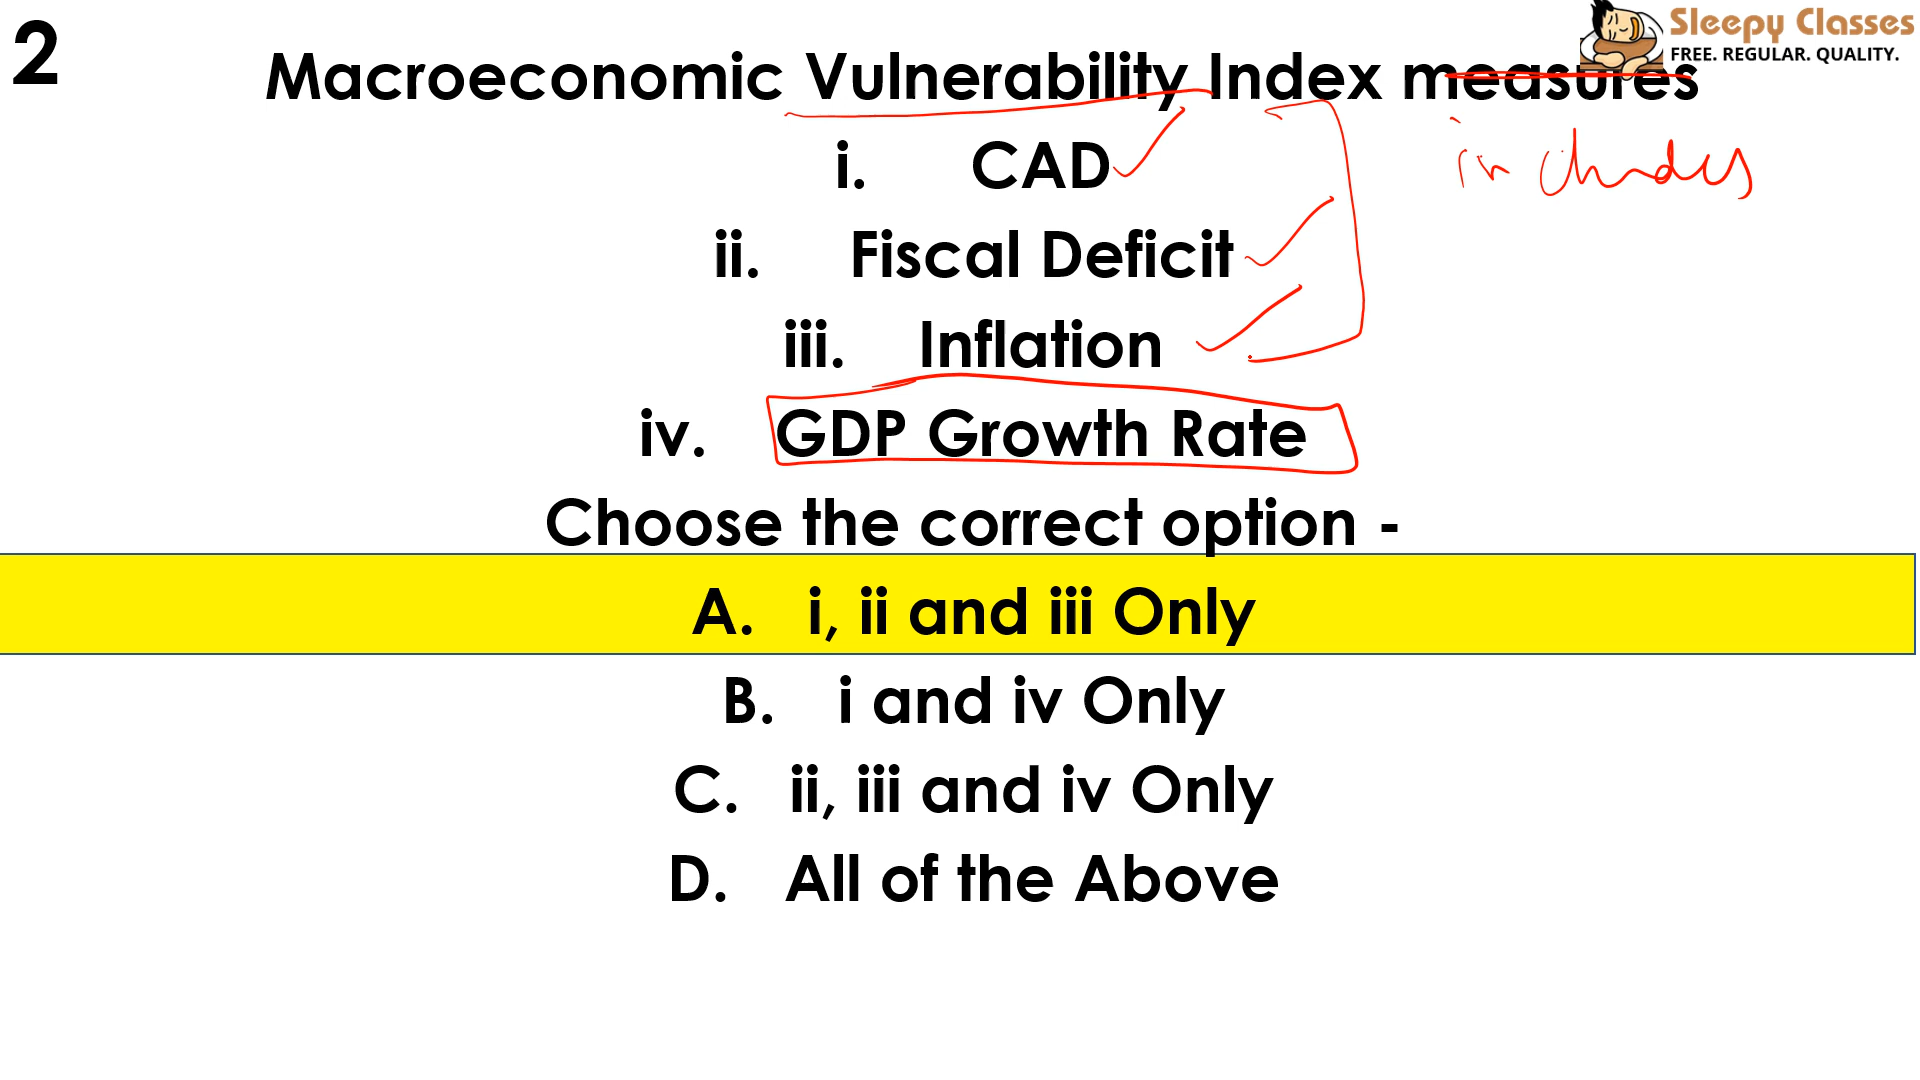 2
Sleepy Classes
FREE. REGULAR. QUALITY.
Macroeconomic Vulnerability Index measures
includes
i. CAD
ii. Fiscal Deficit
iii. Inflation
iv. GDP Growth Rate
Choose the correct option -
A. i, ii and iii Only
B. i and iv Only
C. ii, iii and iv Only
D. All of the Above